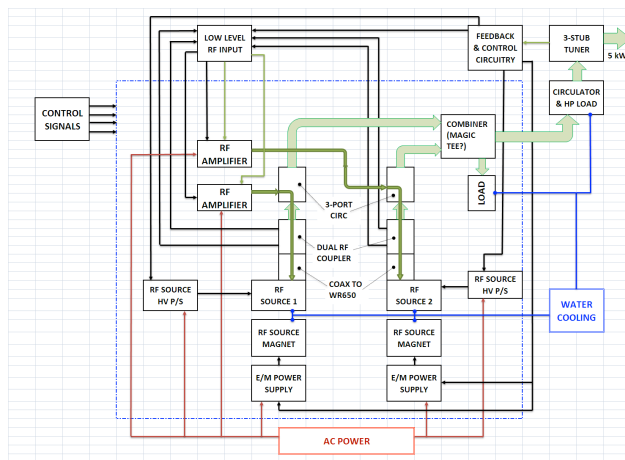 LOW LEVEL
RF INPUT
FEEDBACK
& CONTROL
CIRCUITRY
3-STUB
TUNER
5 kW
CIRCULATOR
& HP LOAD
CONTROL
SIGNALS
COMBINER
(MAGIC
TEE?)
RF
AMPLIFIER
RF
AMPLIFIER
LOAD
3-PORT
CIRC
DUAL RF
COUPLER
COAX TO
WR650
RF SOURCE
HV P/S
RF
SOURCE 1
RF
SOURCE 2
RF SOURCE
HV P/S
WATER
COOLING
RF SOURCE
MAGNET
RF SOURCE
MAGNET
E/M POWER
SUPPLY
E/M POWER
SUPPLY
AC POWER